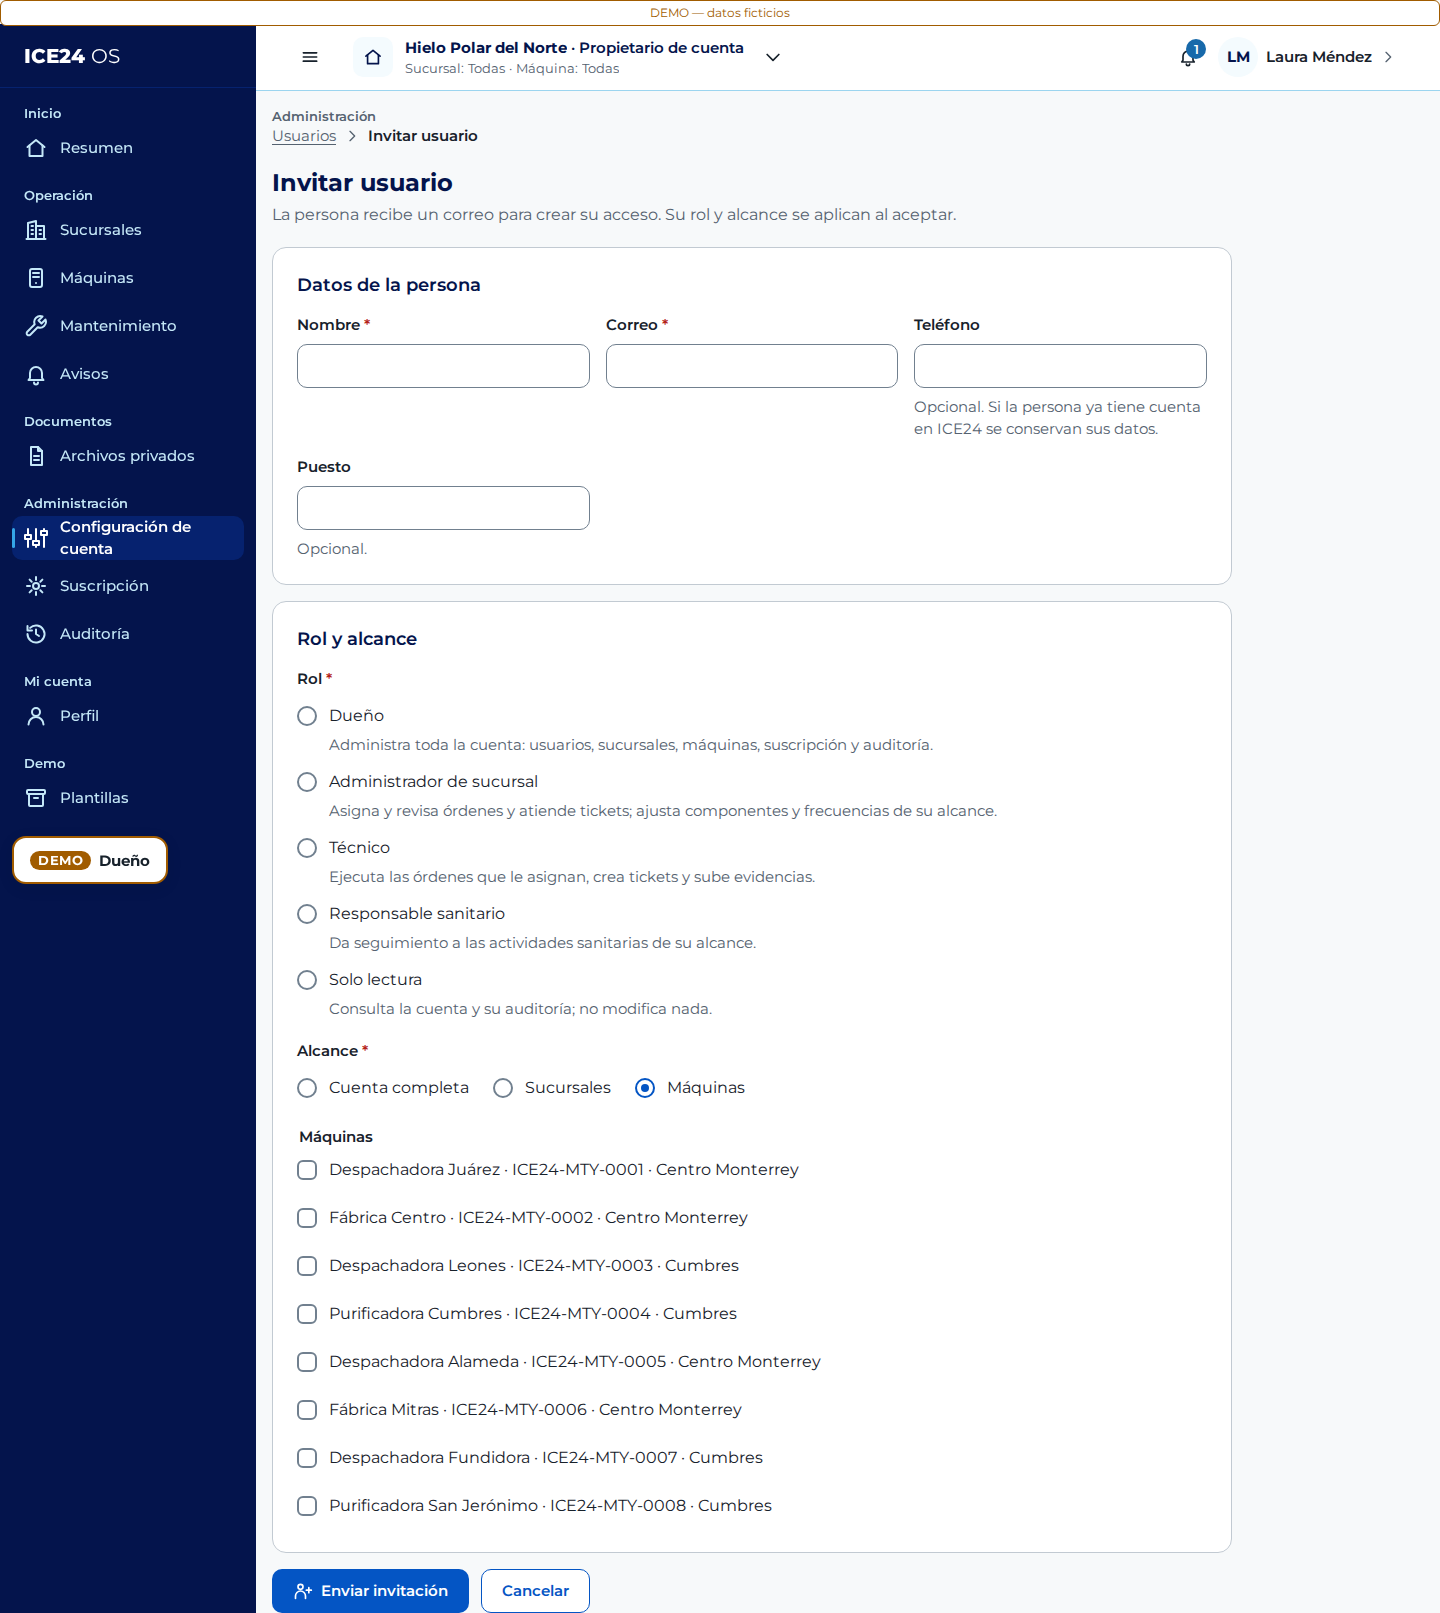 DEMO — datos ficticios
ICE24 OS
Inicio
Resumen
Operación
Sucursales
Máquinas
Mantenimiento
Avisos
Documentos
Archivos privados
Administración
Configuración de
cuenta
Suscripción
Auditoría
Mi cuenta
Perfil
Demo
Plantillas
DEMO Dueño
Hielo Polar del Norte · Propietario de cuenta
Sucursal: Todas · Máquina: Todas
1
LM Laura Méndez
Administración
Usuarios > Invitar usuario
Invitar usuario
La persona recibe un correo para crear su acceso. Su rol y alcance se aplican al aceptar.
Datos de la persona
Nombre *
Correo *
Teléfono
Opcional. Si la persona ya tiene cuenta
en ICE24 se conservan sus datos.
Puesto
Opcional.
Rol y alcance
Rol *
Dueño
Administra toda la cuenta: usuarios, sucursales, máquinas, suscripción y auditoría.
Administrador de sucursal
Asigna y revisa órdenes y atiende tickets; ajusta componentes y frecuencias de su alcance.
Técnico
Ejecuta las órdenes que le asignan, crea tickets y sube evidencias.
Responsable sanitario
Da seguimiento a las actividades sanitarias de su alcance.
Solo lectura
Consulta la cuenta y su auditoría; no modifica nada.
Alcance *
Cuenta completa Sucursales Máquinas
Máquinas
Despachadora Juárez · ICE24-MTY-0001 · Centro Monterrey
Fábrica Centro · ICE24-MTY-0002 · Centro Monterrey
Despachadora Leones · ICE24-MTY-0003 · Cumbres
Purificadora Cumbres · ICE24-MTY-0004 · Cumbres
Despachadora Alameda · ICE24-MTY-0005 · Centro Monterrey
Fábrica Mitras · ICE24-MTY-0006 · Centro Monterrey
Despachadora Fundidora · ICE24-MTY-0007 · Cumbres
Purificadora San Jerónimo · ICE24-MTY-0008 · Cumbres
Enviar invitación
Cancelar